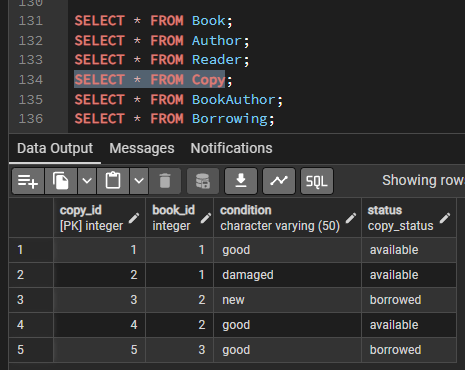 130
131 SELECT * FROM Book;
132 SELECT * FROM Author;
133 SELECT * FROM Reader;
134 SELECT * FROM Copy;
135 SELECT * FROM BookAuthor;
136 SELECT * FROM Borrowing;
Data Output Messages Notifications
SQL Showing row
copy_id book_id condition status
[PK] integer integer character varying (50) copy_status
1 1 1 good available
2 2 1 damaged available
3 3 2 new borrowed
4 4 2 good available
5 5 3 good borrowed